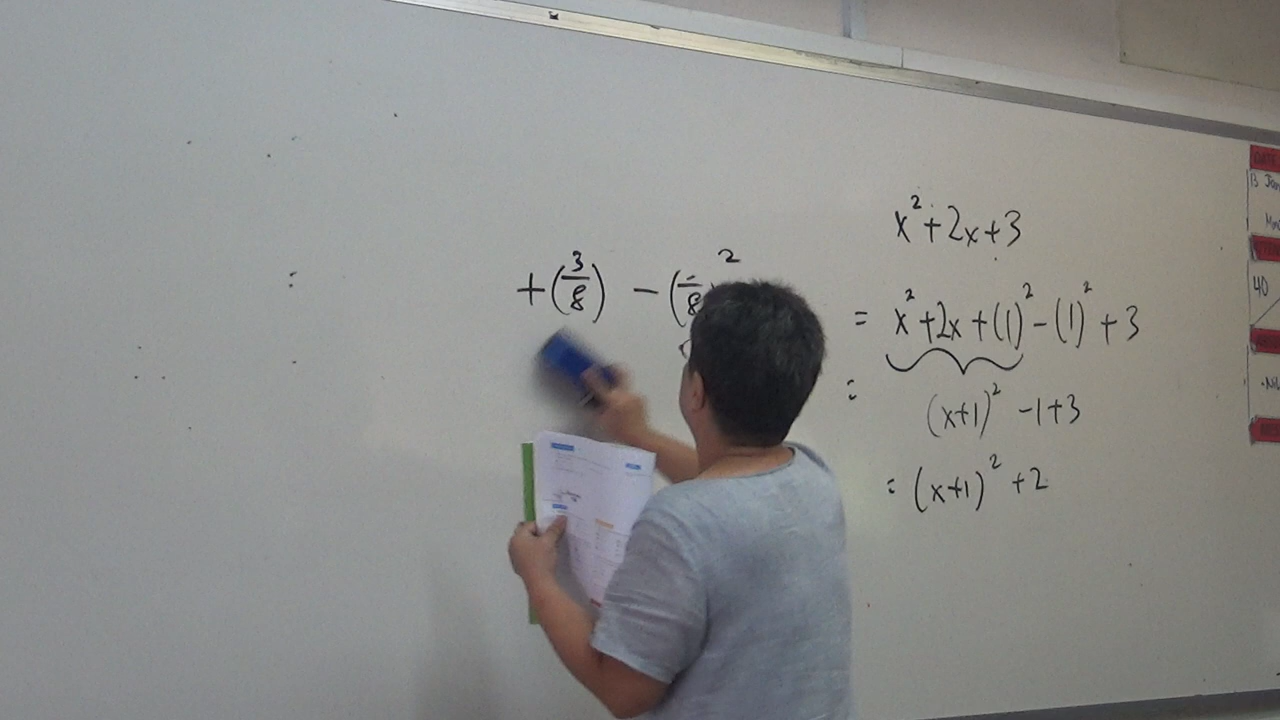 x² + 2x + 3
+ (3/8) - (-/8)²
= x² + 2x + (1)² - (1)² + 3
= (x+1)² - 1 + 3
= (x+1)² + 2
40